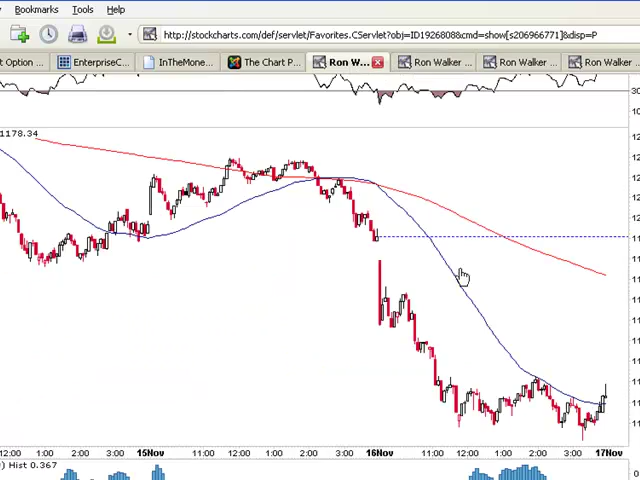 Bookmarks Tools Help
http://stockcharts.com/def/servlet/Favorites.CServlet?obj=ID1926808&cmd=show[s206966771]&disp=P
t Option ... EnterpriseC... InTheMone... The Chart P... Ron W... Ron Walker ... Ron Walker ... Ron Walker
30
1178.34
12:00 1:00 2:00 3:00 15Nov 11:00 12:00 1:00 2:00 3:00 16Nov 11:00 12:00 1:00 2:00 3:00 17Nov
) Hist 0.367